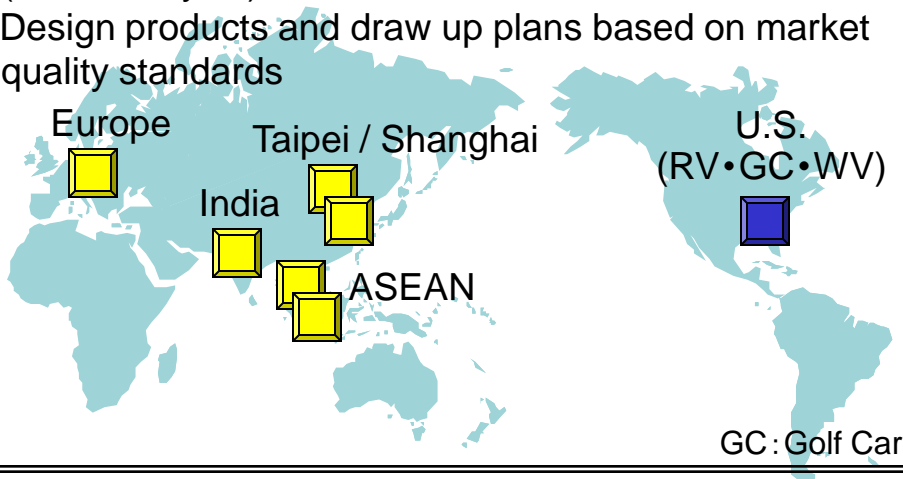 Design products and draw up plans based on market
quality standards
Europe
Taipei / Shanghai
U.S.
(RV・GC・WV)
India
ASEAN
GC：Golf Car